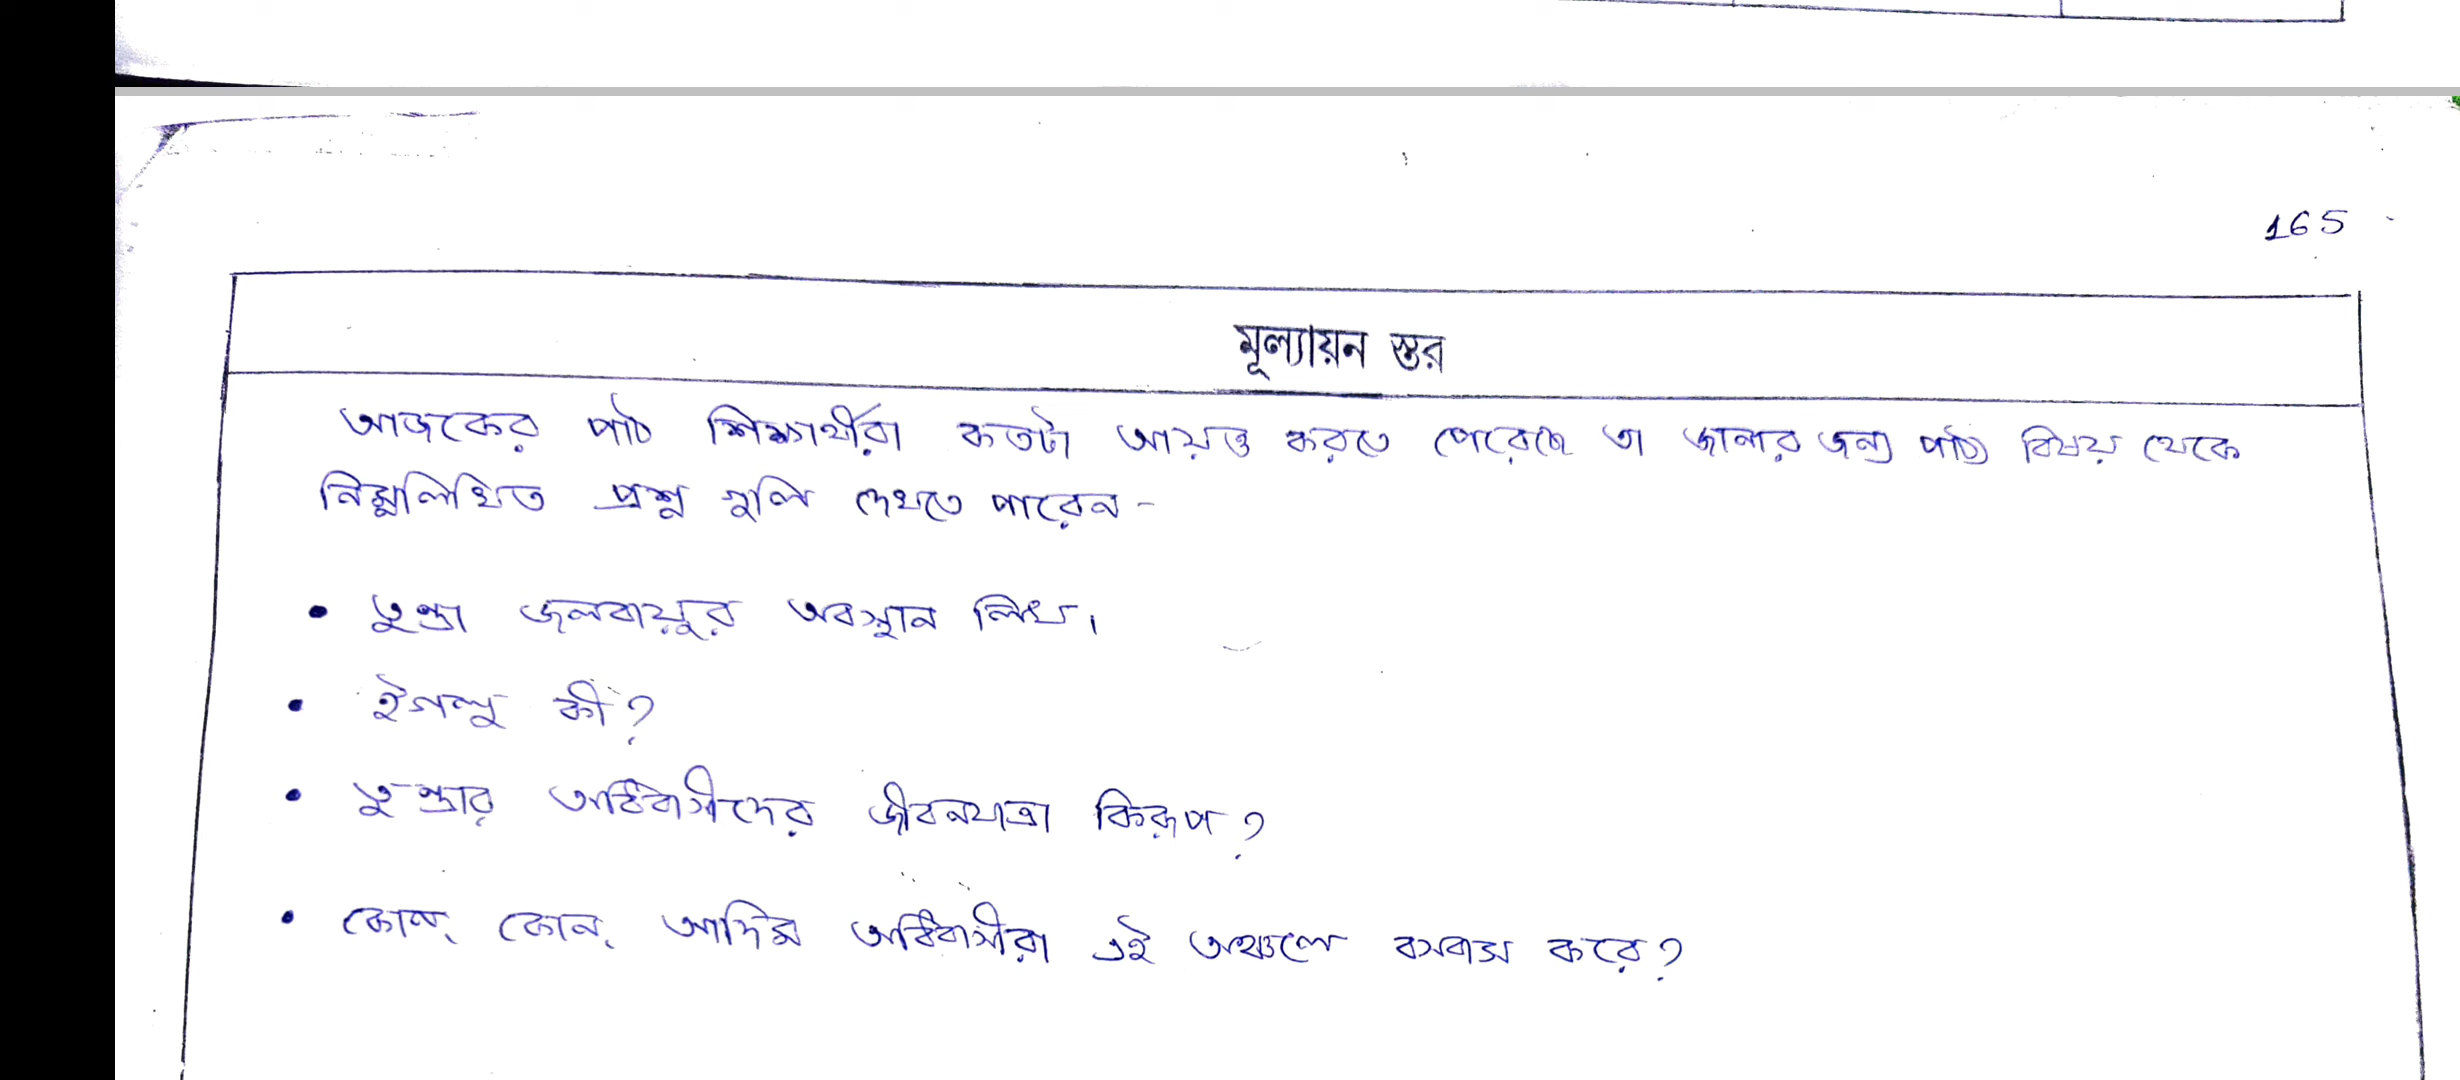 165
মূল্যায়ন স্তর
আজকের পাঠ শিক্ষার্থীরা কতটা আয়ত্ত করতে পেরেছে তা জানার জন্য পাঠ্য বিষয় থেকে
নিম্নলিখিত প্রশ্ন গুলি দেখতে পারেন -
• তুন্দ্রা জলবায়ুর অবস্থান লিখ।
• ইগলু কী?
• তুন্দ্রার অধিবাসীদের জীবনযাত্রা কিরূপ?
• কোন্ কোন্ আদিম অধিবাসীরা এই অঞ্চলে বসবাস করে?